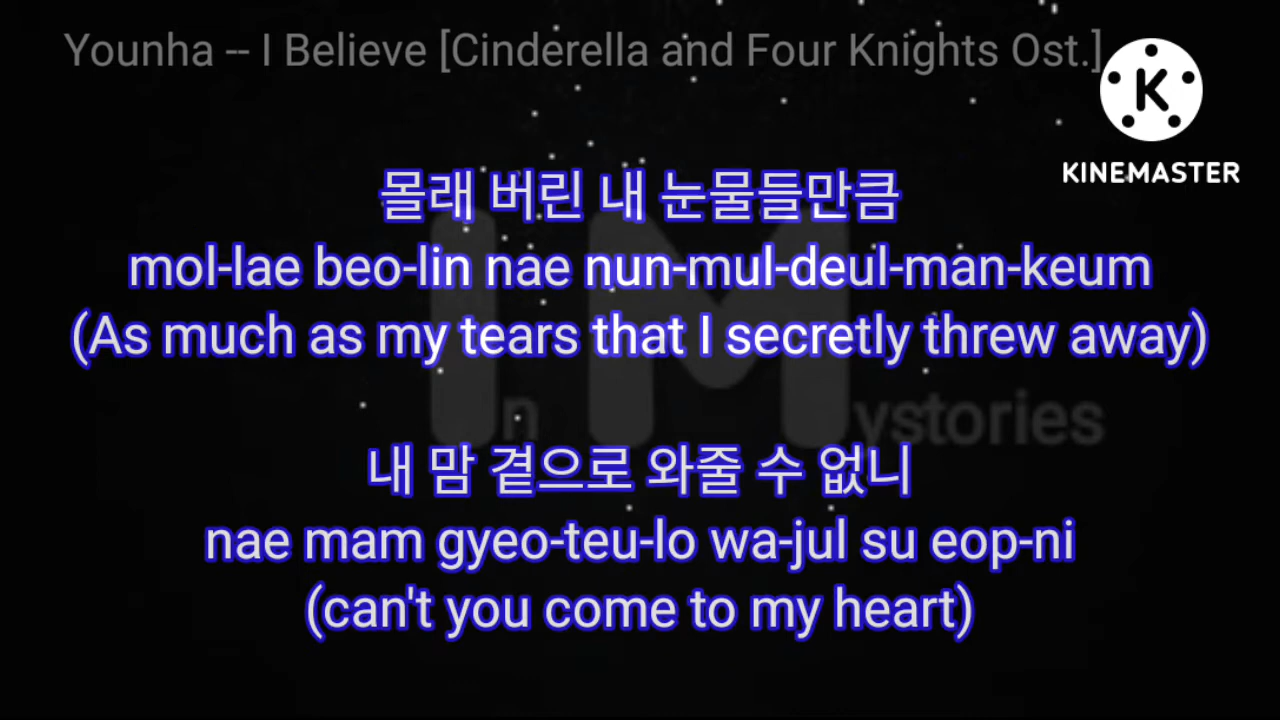 Younha -- I Believe [Cinderella and Four Knights Ost.]
K
KINEMASTER
몰래 버린 내 눈물들만큼
mol-lae beo-lin nae nun-mul-deul-man-keum
(As much as my tears that I secretly threw away)
In Mystories
내 맘 곁으로 와줄 수 없니
nae mam gyeo-teu-lo wa-jul su eop-ni
(can't you come to my heart)